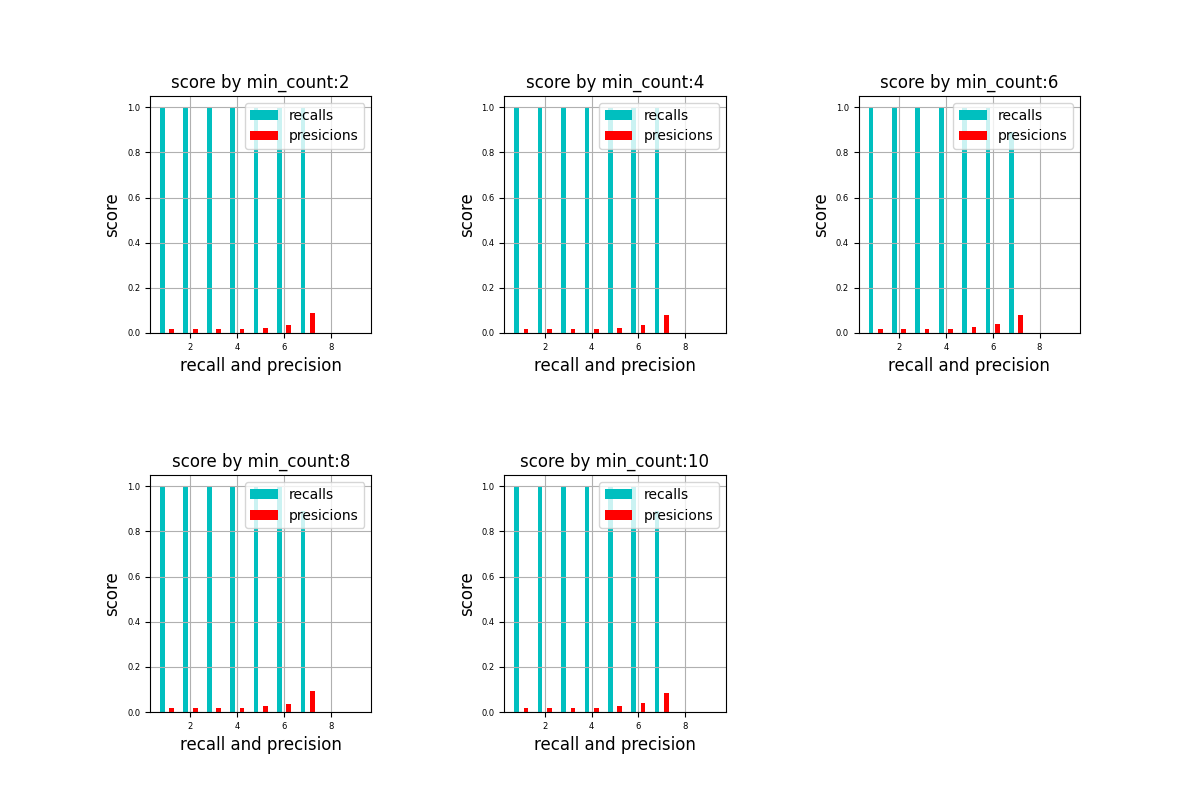 score by min_count:2
1.0
0.8
0.6
0.4
0.2
0.0
score
recalls
presicions
2 4 6 8
recall and precision
score by min_count:4
1.0
0.8
0.6
0.4
0.2
0.0
score
recalls
presicions
2 4 6 8
recall and precision
score by min_count:6
1.0
0.8
0.6
0.4
0.2
0.0
score
recalls
presicions
2 4 6 8
recall and precision
score by min_count:8
1.0
0.8
0.6
0.4
0.2
0.0
score
recalls
presicions
2 4 6 8
recall and precision
score by min_count:10
1.0
0.8
0.6
0.4
0.2
0.0
score
recalls
presicions
2 4 6 8
recall and precision